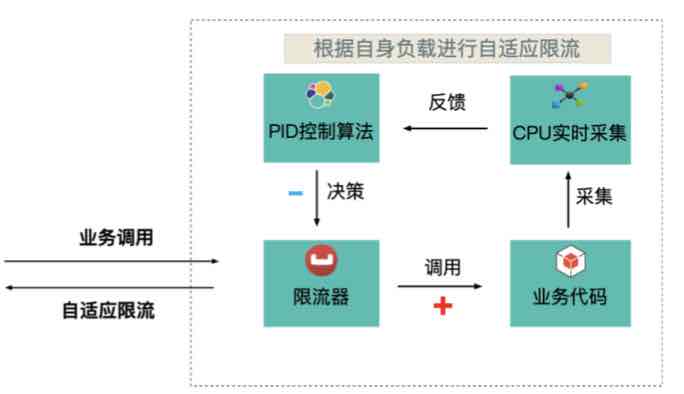 根据自身负载进行自适应限流
PID控制算法
反馈
CPU实时采集
－
决策
采集
业务调用
自适应限流
限流器
调用
+
业务代码